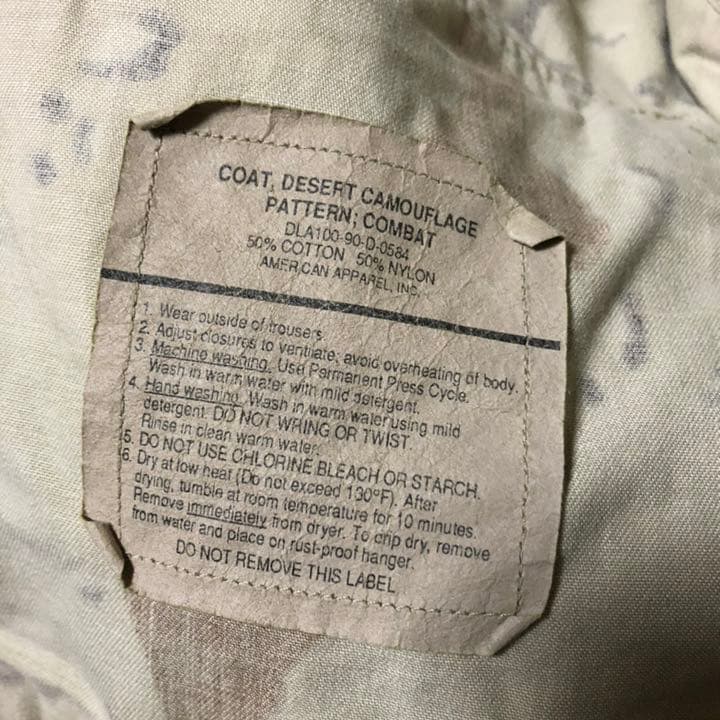 COAT, DESERT CAMOUFLAGE
PATTERN; COMBAT
DLA100-90-D-0584
50% COTTON 50% NYLON
AMERICAN APPAREL, INC.
1. Wear outside of trousers.
2. Adjust closures to ventilate; avoid overheating of body.
3. Machine washing. Use Permanent Press Cycle.
Wash in warm water with mild detergent.
4. Hand washing. Wash in warm water using mild
detergent. DO NOT WRING OR TWIST.
Rinse in clean warm water.
5. DO NOT USE CHLORINE BLEACH OR STARCH.
6. Dry at low heat (Do not exceed 130°F). After
drying, tumble at room temperature for 10 minutes.
Remove immediately from dryer. To drip dry, remove
from water and place on rust-proof hanger.
DO NOT REMOVE THIS LABEL